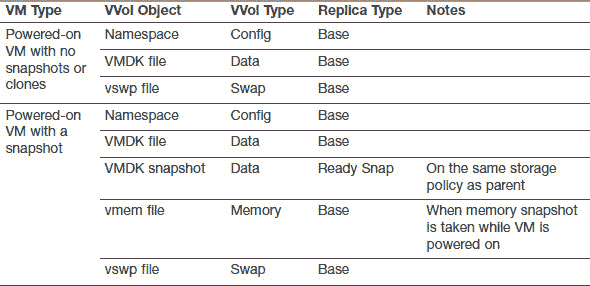 VM Type VVol Object VVol Type Replica Type Notes
Powered-on VM with no snapshots or clones Namespace Config Base
VMDK file Data Base
vswp file Swap Base
Powered-on VM with a snapshot Namespace Config Base
VMDK file Data Base
VMDK snapshot Data Ready Snap On the same storage policy as parent
vmem file Memory Base When memory snapshot is taken while VM is powered on
vswp file Swap Base